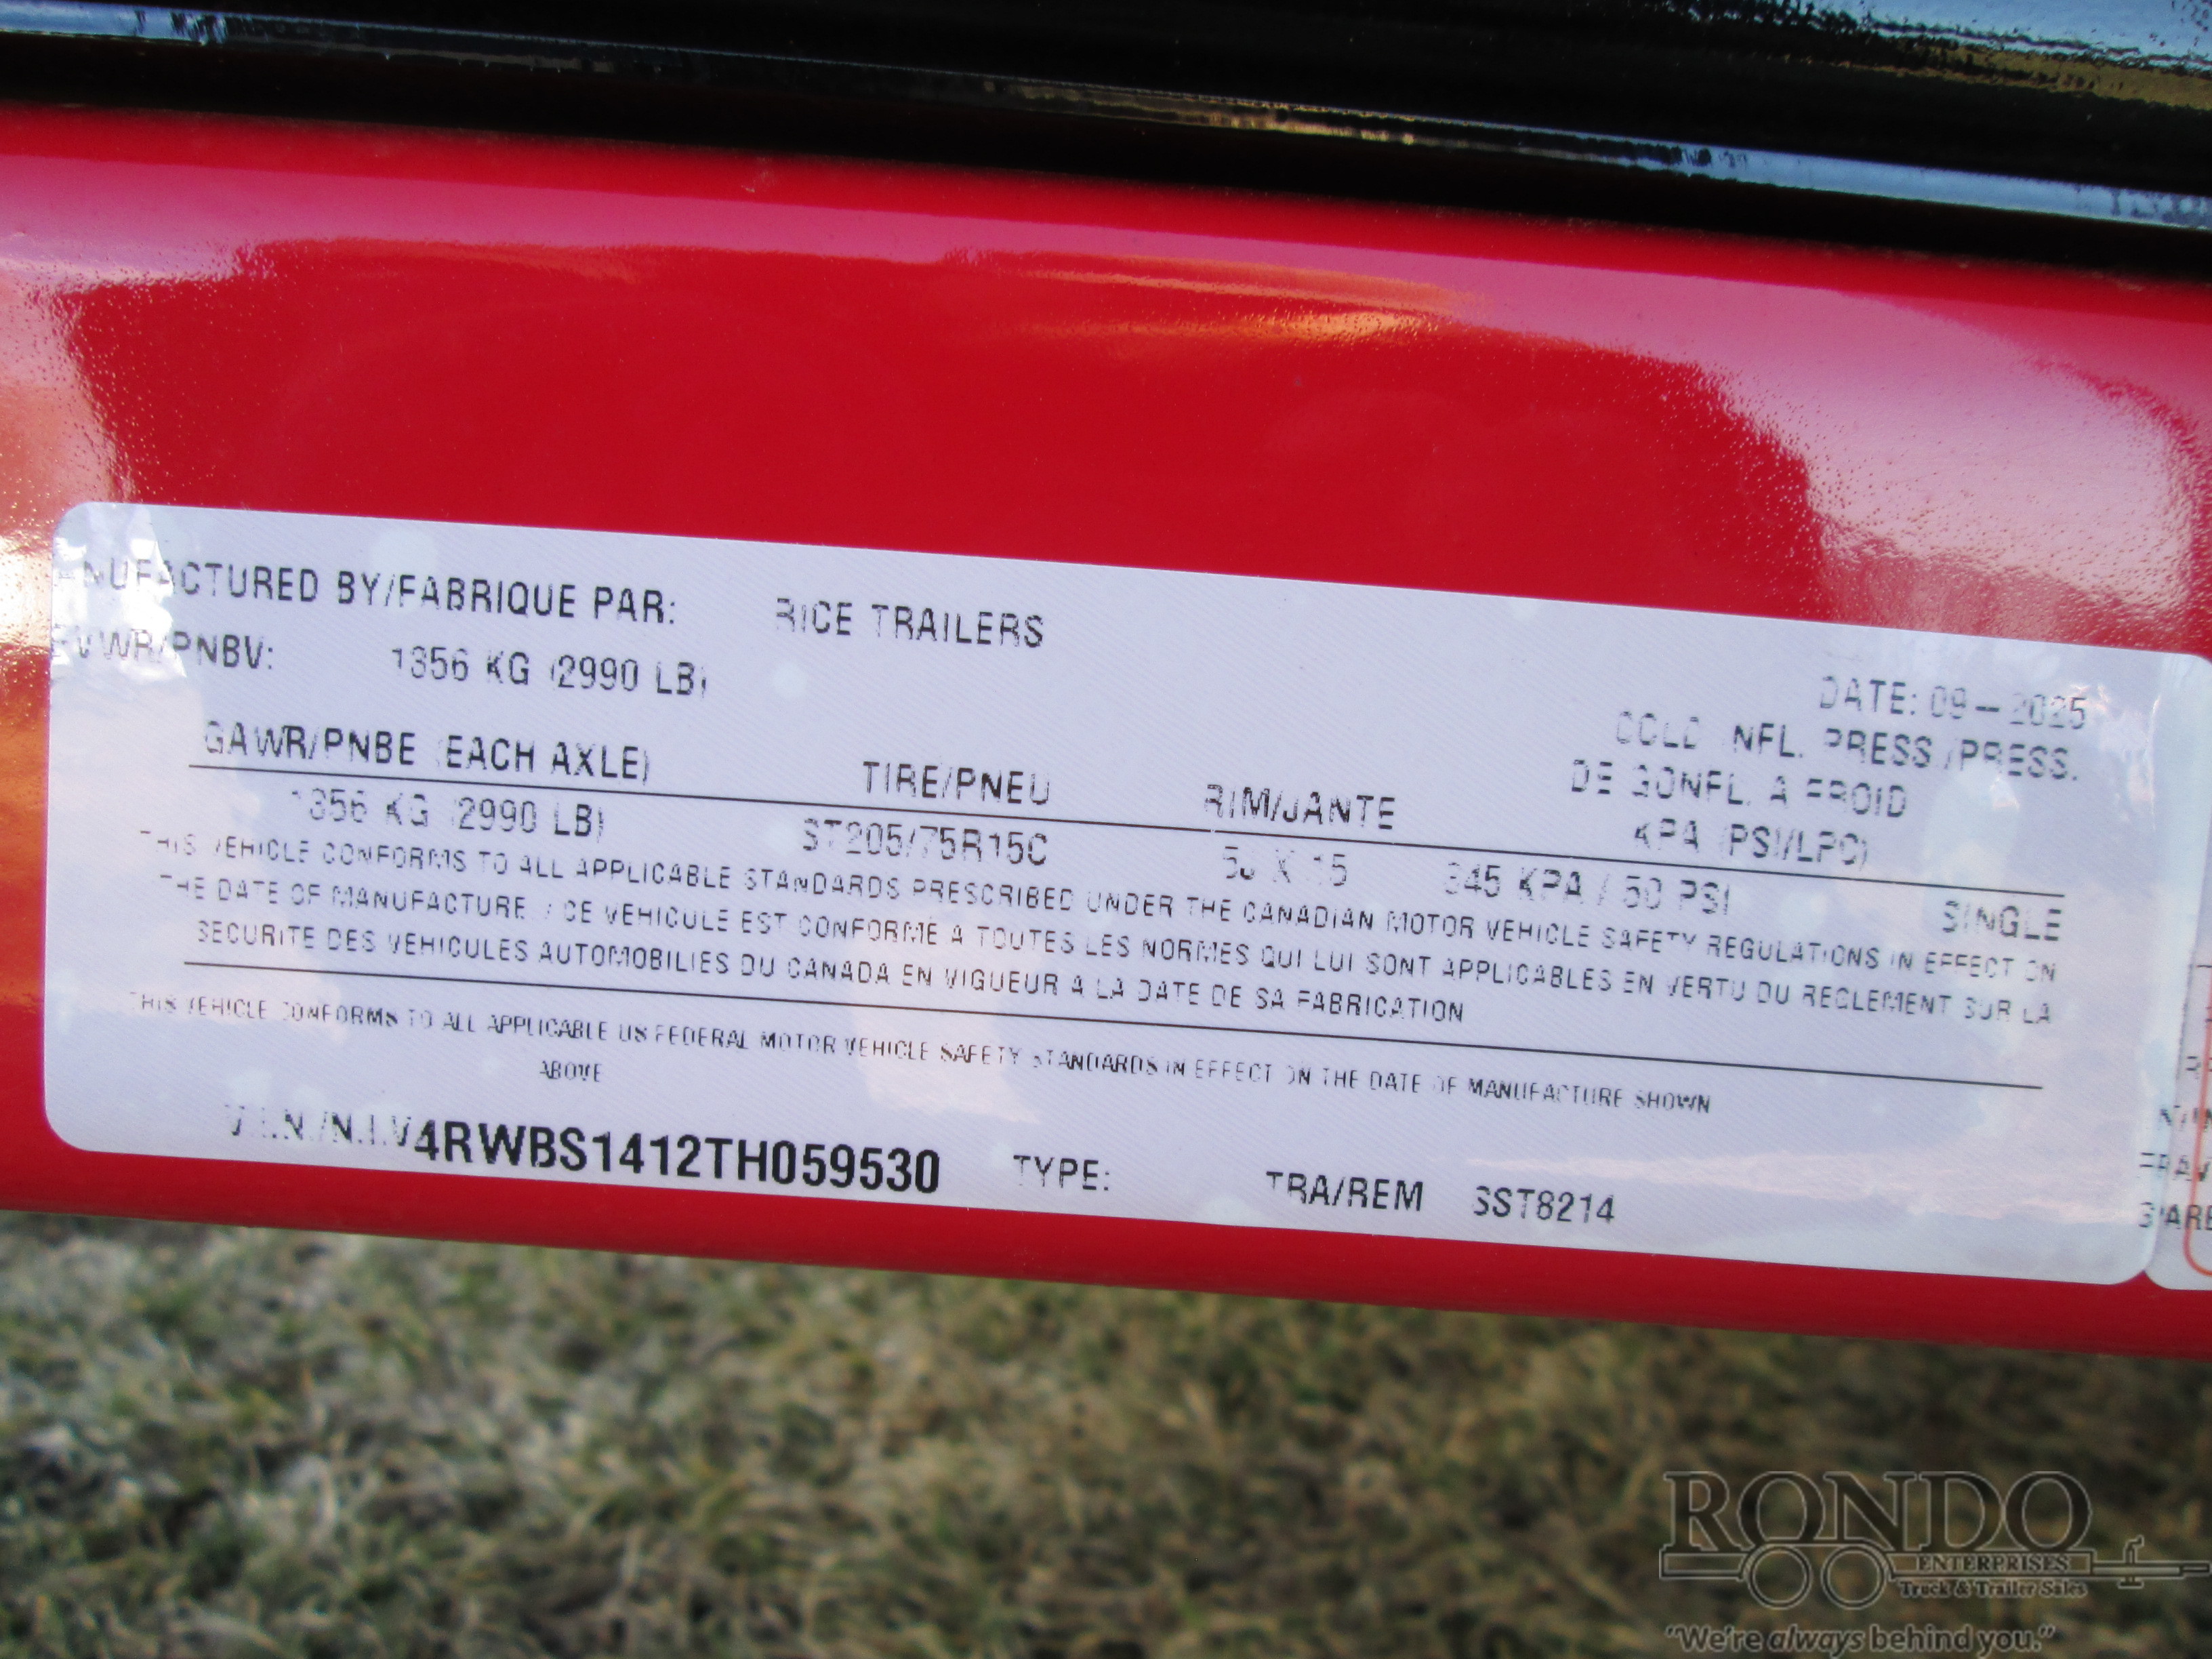 MANUFACTURED BY/FABRIQUE PAR: RICE TRAILERS
GVWR/PNBV: 1356 KG (2990 LB)
DATE: 09-2025
GAWR/PNBE (EACH AXLE) TIRE/PNEU RIM/JANTE COLD INFL. PRESS./PRESS.
DE GONFL. A FROID
KPA (PSI/LPC)
1356 KG (2990 LB) ST205/75R15C X 15 345 KPA / 50 PSI SINGLE
THIS VEHICLE CONFORMS TO ALL APPLICABLE STANDARDS PRESCRIBED UNDER THE CANADIAN MOTOR VEHICLE SAFETY REGULATIONS IN EFFECT ON
THE DATE OF MANUFACTURE / CE VEHICULE EST CONFORME A TOUTES LES NORMES QUI LUI SONT APPLICABLES EN VERTU DU REGLEMENT SUR LA
SECURITE DES VEHICULES AUTOMOBILIES DU CANADA EN VIGUEUR A LA DATE DE SA FABRICATION
THIS VEHICLE CONFORMS TO ALL APPLICABLE US FEDERAL MOTOR VEHICLE SAFETY STANDARDS IN EFFECT ON THE DATE OF MANUFACTURE SHOWN
ABOVE
V.I.N./N.I.V 4RWBS1412TH059530 TYPE: TRA/REM SST8214
RONDO
ENTERPRISES
Truck & Trailer Sales
"We're always behind you."